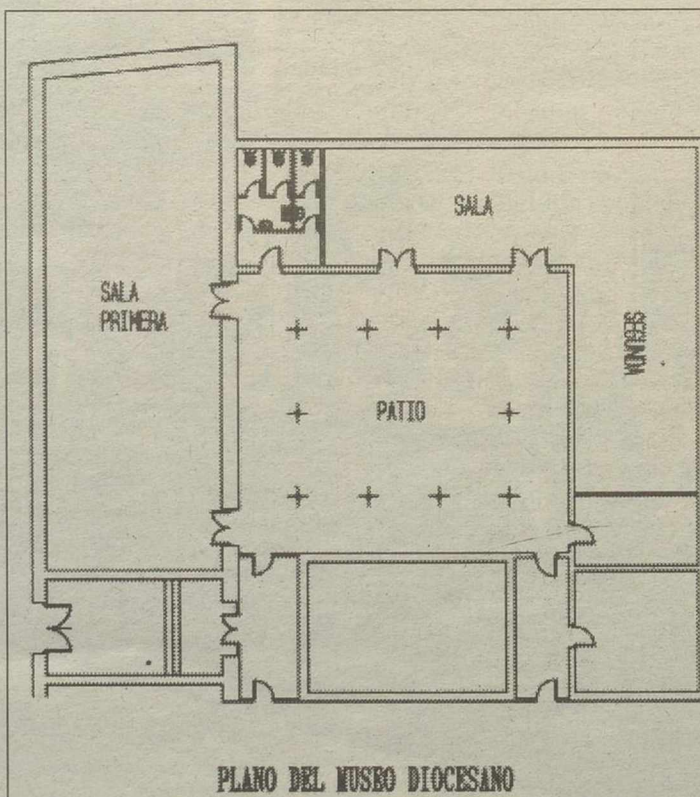 SALA
SALA
PRIMERA
SEGUNDA
PATIO
PLANO DEL MUSEO DIOCESANO